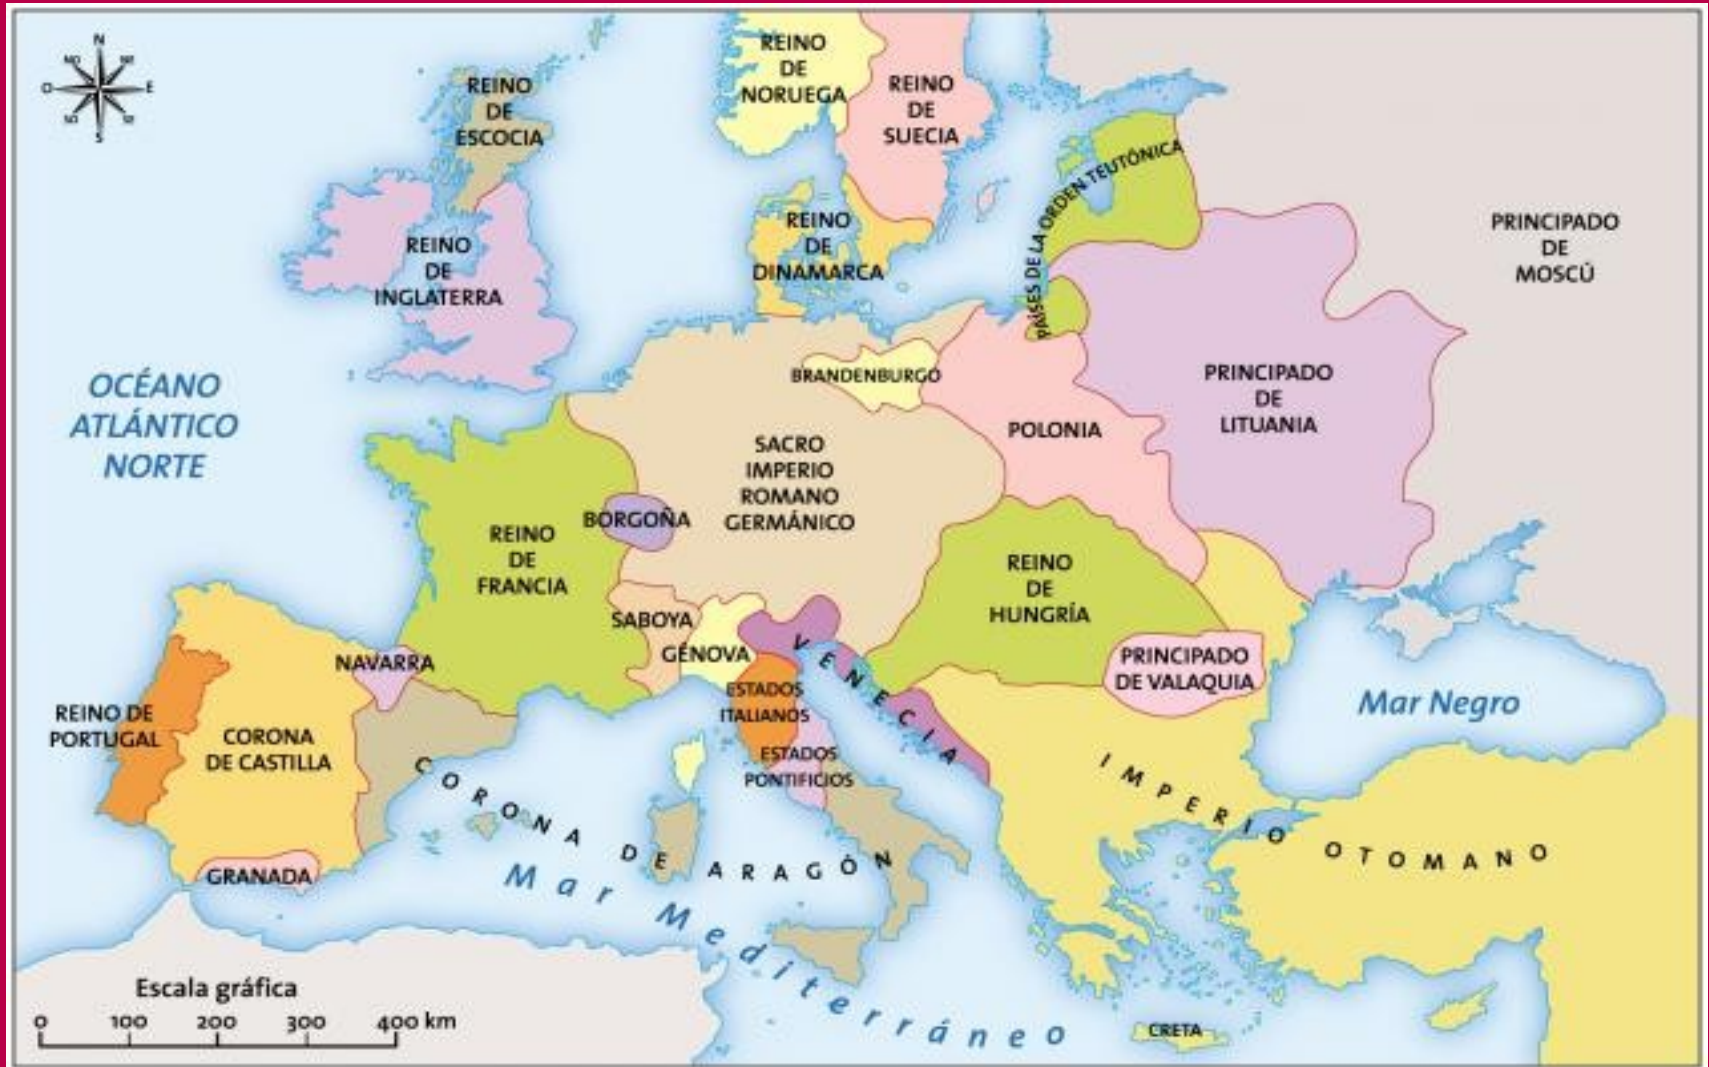 N
NO
NE
O
E
SO
SE
S
REINO
DE
ESCOCIA
REINO
DE
NORUEGA
REINO
DE
SUECIA
PAÍSES DE LA ORDEN TEUTÓNICA
REINO
DE
DINAMARCA
REINO
DE
INGLATERRA
PRINCIPADO
DE
MOSCÚ
OCÉANO
ATLÁNTICO
NORTE
BRANDENBURGO
PRINCIPADO
DE
LITUANIA
POLONIA
SACRO
IMPERIO
ROMANO
GERMÁNICO
BORGOÑA
REINO
DE
FRANCIA
REINO
DE
HUNGRÍA
SABOYA
GÉNOVA
VENECIA
NAVARRA
PRINCIPADO
DE VALAQUIA
Mar Negro
REINO DE
PORTUGAL
CORONA
DE CASTILLA
ESTADOS
ITALIANOS
ESTADOS
PONTIFICIOS
CORONA DE ARAGÓN
IMPERIO OTOMANO
GRANADA
Mar Mediterráneo
CRETA
Escala gráfica
0 100 200 300 400 km